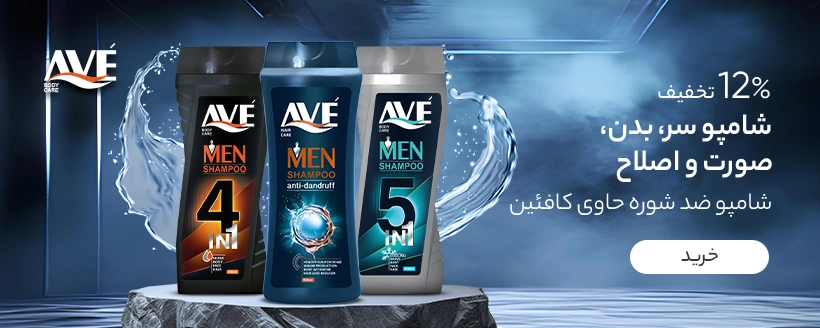 AVÉ
BODY
CARE
AVÉ
BODY
CARE
MEN
SHAMPOO
4
IN1
AVÉ
HAIR
CARE
MEN
SHAMPOO
anti-dandruff
AVÉ
BODY
CARE
MEN
SHAMPOO
5
IN1
12% تخفیف
شامپو سر، بدن،
صورت و اصلاح
شامپو ضد شوره حاوی کافئین
خرید